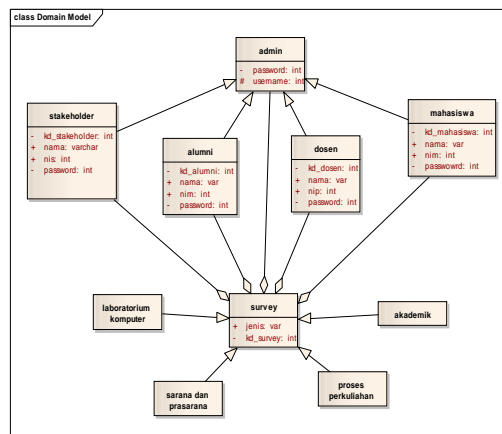 class Domain Model
admin
- password: int
# username: int
stakeholder
- kd_stakeholder: int
+ nama: varchar
+ nis: int
- password: int
alumni
- kd_alumni: int
+ nama: var
+ nim: int
- password: int
dosen
- kd_dosen: int
+ nama: var
+ nip: int
- password: int
mahasiswa
- kd_mahasiswa: int
+ nama: var
+ nim: int
- passwowrd: int
survey
+ jenis: var
- kd_survey: int
laboratorium
komputer
akademik
sarana dan
prasarana
proses
perkuliahan